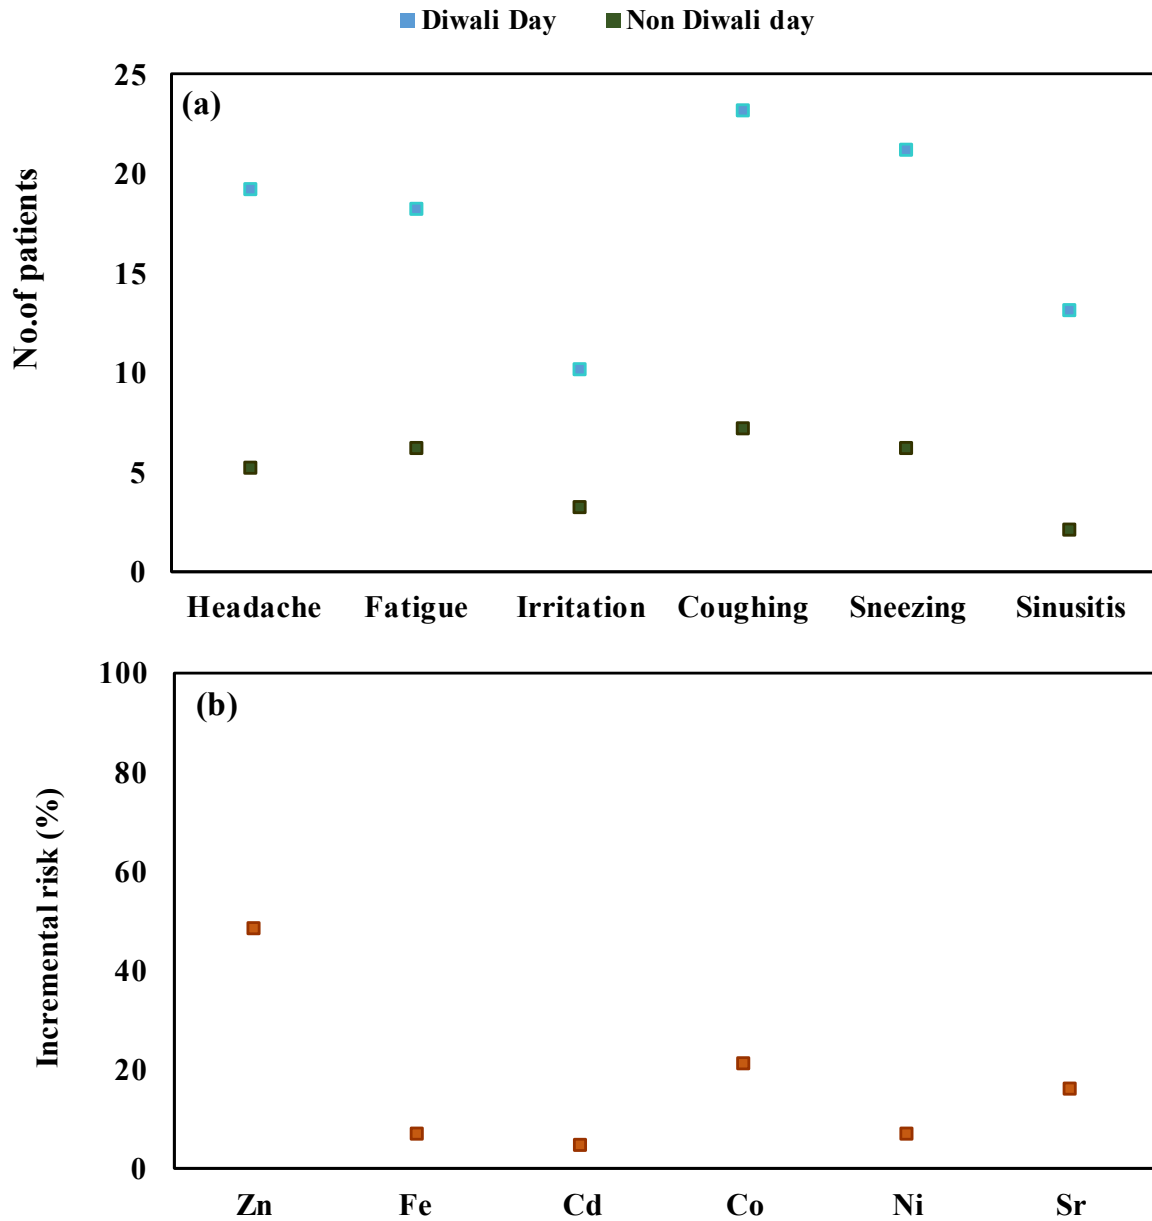 Diwali Day Non Diwali day
(a)
No.of patients
25
20
15
10
5
0
Headache Fatigue Irritation Coughing Sneezing Sinusitis
(b)
Incremental risk (%)
100
80
60
40
20
0
Zn Fe Cd Co Ni Sr